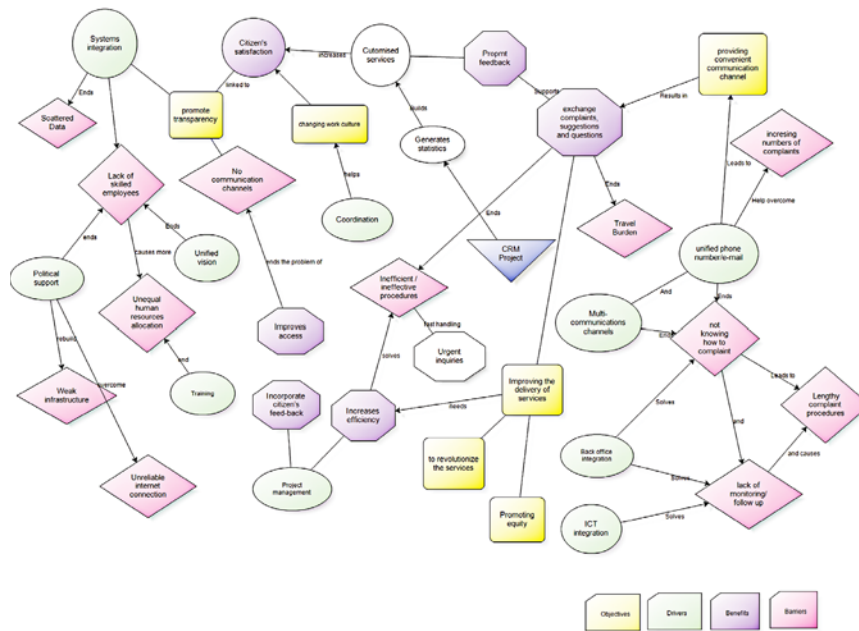 Systems
integration
Citizen's
satisfaction
increases
Cutomised
services
Propmt
feedback
providing
convenient
communication
channel
Ends
linked to
Supports
Results in
Scattered
Data
promote
transparency
changing work culture
Builds
exchange
complaints,
suggestions
and questions
incresing
numbers of
complaints
Generates
statistics
Lack of
skilled
employees
No
communication
channels
helps
Leads to
Help overcome
Ends
Ends
Travel
Burden
Coordination
ends
Ends
Unified
vision
causes more
CRM
Project
unified phone
number/e-mail
Political
support
ends the problem of
Inefficient /
ineffective
procedures
And
Ends
Unequal
human
resources
allocation
Improves
access
fast handling
Multi-
communications
channels
Ends
not
knowing
how to
complaint
rebuild
solves
Urgent
inquiries
end
Leads to
overcome
Weak
infrastructure
Training
Incorporate
citizen's
feed-back
Increases
efficiency
needs
Improving the
delivery of
services
Solves
and
Lengthy
complaint
procedures
to revolutionize
the services
Back office
integration
and causes
Unreliable
internet
connection
Project
management
Solves
lack of
monitoring/
follow up
Promoting
equity
ICT
integration
Solves
Objectives
Drivers
Benefits
Barriers